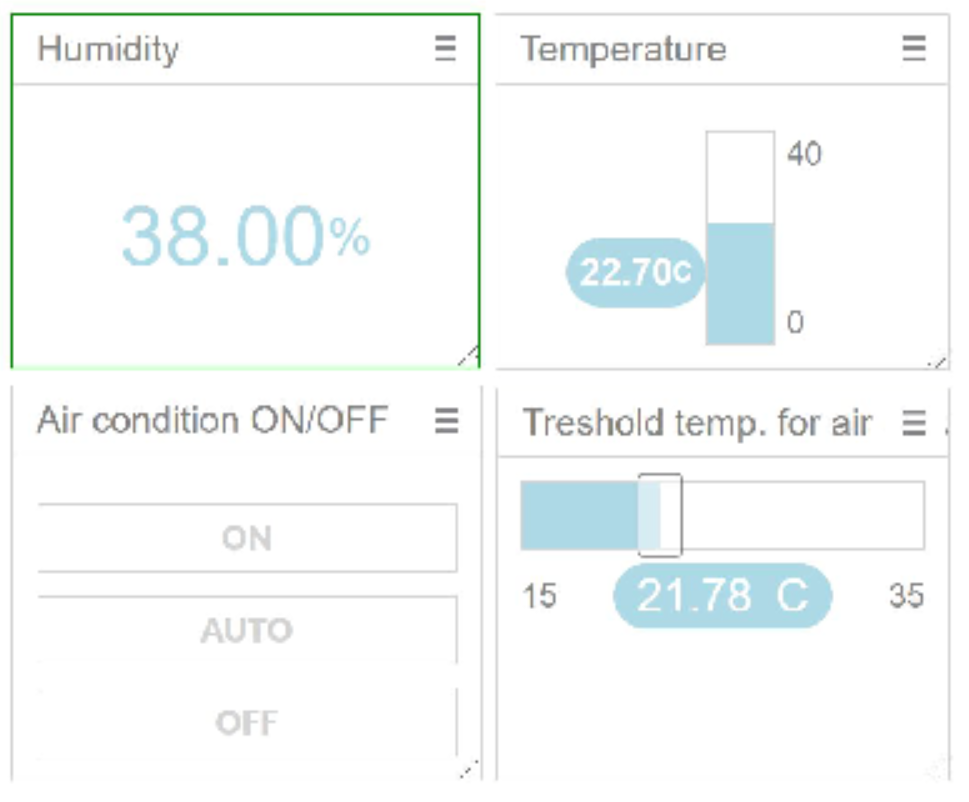 Humidity
38.00%
Temperature
40
22.70C
0
Air condition ON/OFF
ON
AUTO
OFF
Treshold temp. for air
15
21.78 C
35